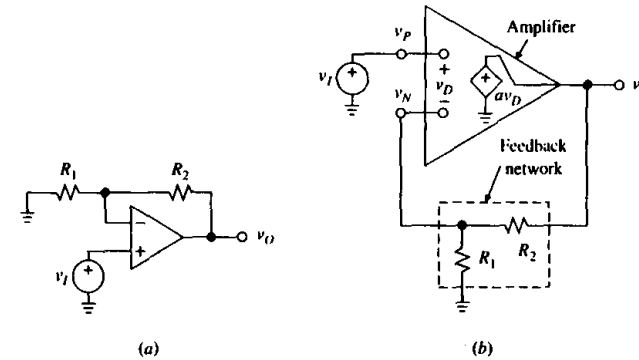 R1
R2
vI
vO
(a)
Amplifier
vP
vI
vN
vD
avD
v
Feedback
network
R1
R2
(b)